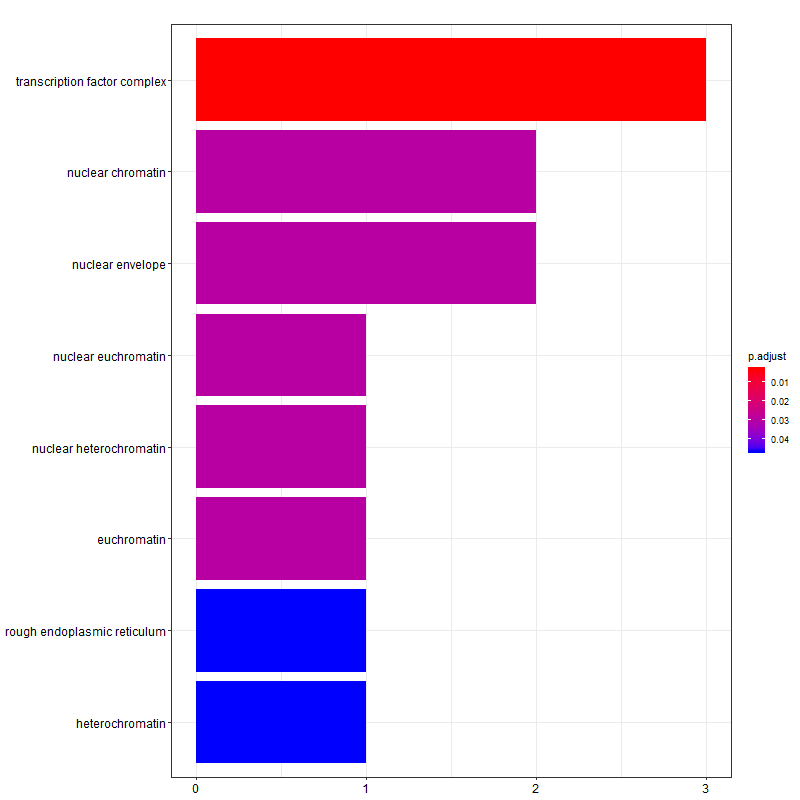 transcription factor complex
nuclear chromatin
nuclear envelope
nuclear euchromatin
nuclear heterochromatin
euchromatin
rough endoplasmic reticulum
heterochromatin
0 1 2 3
p.adjust
0.01
0.02
0.03
0.04